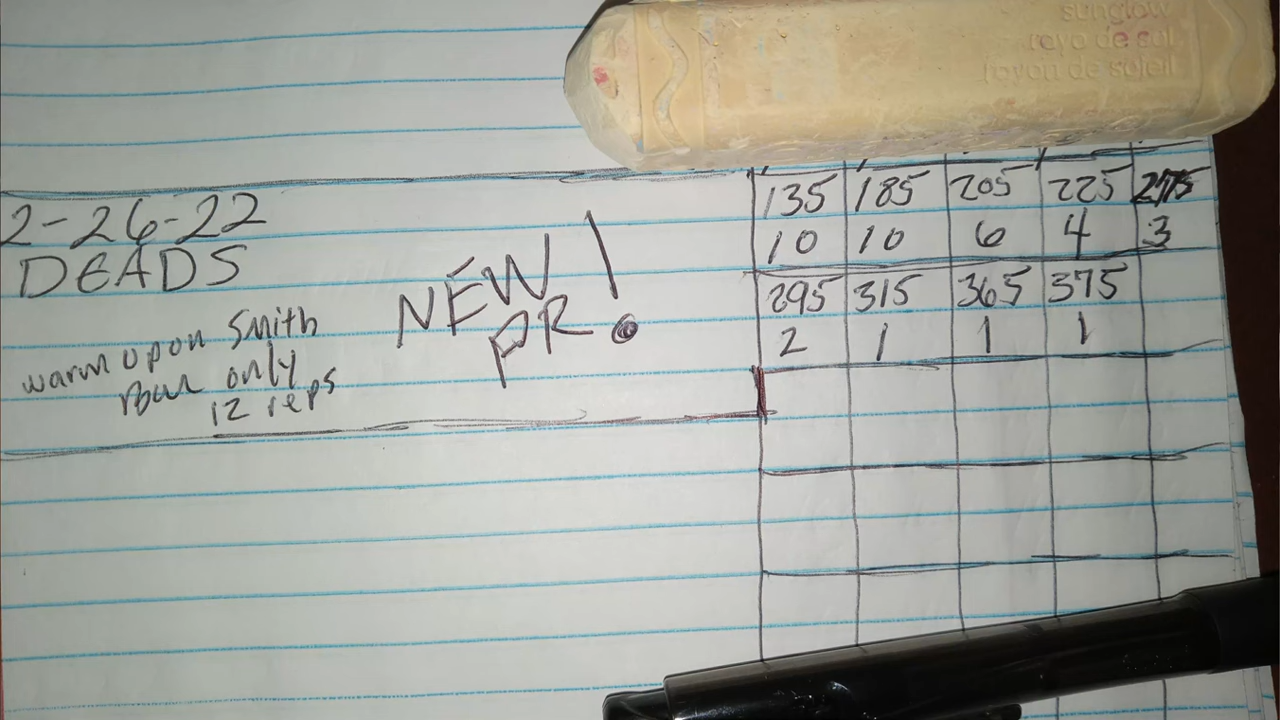 sunglow
rayo de sol
rayon de soleil
2-26-22
DEADS
warm up on Smith
Bar only
12 reps
NEW
PR!
135 185 205 225 275
10 10 6 4 3
295 315 365 375
2 1 1 1